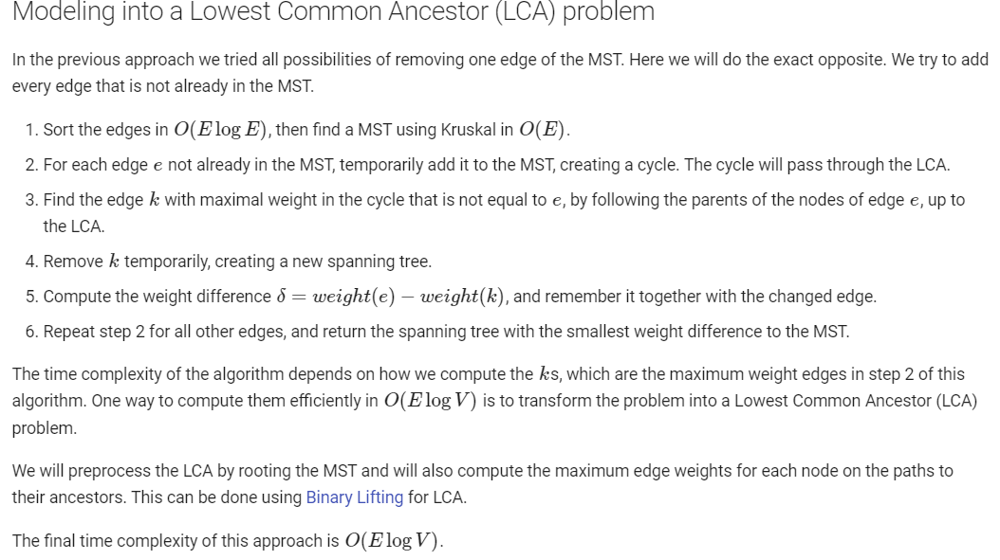 Modeling into a Lowest Common Ancestor (LCA) problem
In the previous approach we tried all possibilities of removing one edge of the MST. Here we will do the exact opposite. We try to add
every edge that is not already in the MST.
1. Sort the edges in O(E log E), then find a MST using Kruskal in O(E).
2. For each edge e not already in the MST, temporarily add it to the MST, creating a cycle. The cycle will pass through the LCA.
3. Find the edge k with maximal weight in the cycle that is not equal to e, by following the parents of the nodes of edge e, up to
the LCA.
4. Remove k temporarily, creating a new spanning tree.
5. Compute the weight difference δ = weight(e) − weight(k), and remember it together with the changed edge.
6. Repeat step 2 for all other edges, and return the spanning tree with the smallest weight difference to the MST.
The time complexity of the algorithm depends on how we compute the ks, which are the maximum weight edges in step 2 of this
algorithm. One way to compute them efficiently in O(E log V) is to transform the problem into a Lowest Common Ancestor (LCA)
problem.
We will preprocess the LCA by rooting the MST and will also compute the maximum edge weights for each node on the paths to
their ancestors. This can be done using Binary Lifting for LCA.
The final time complexity of this approach is O(E log V).